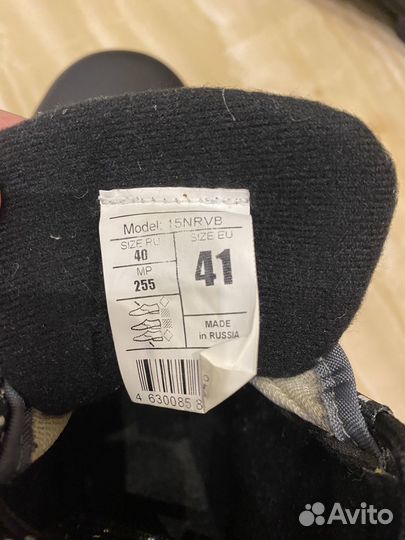 Model: 15NRVB
SIZE RU
40
MP
255
SIZE EU
41
MADE
in RUSSIA
4 630085 8
Avito